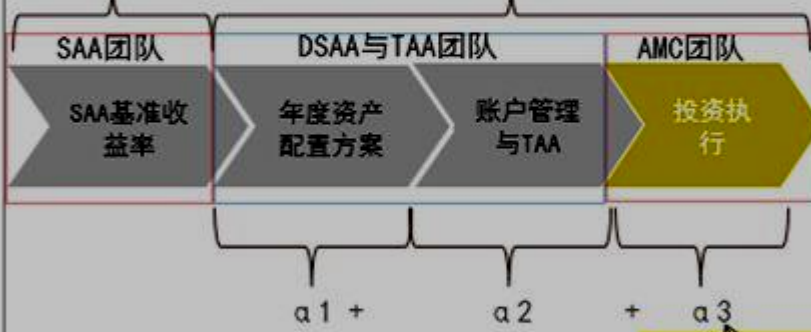 SAA团队 DSAA与TAA团队 AMC团队
SAA基准收
益率
年度资产
配置方案
账户管理
与TAA
投资执
行
α1 + α2 + α3